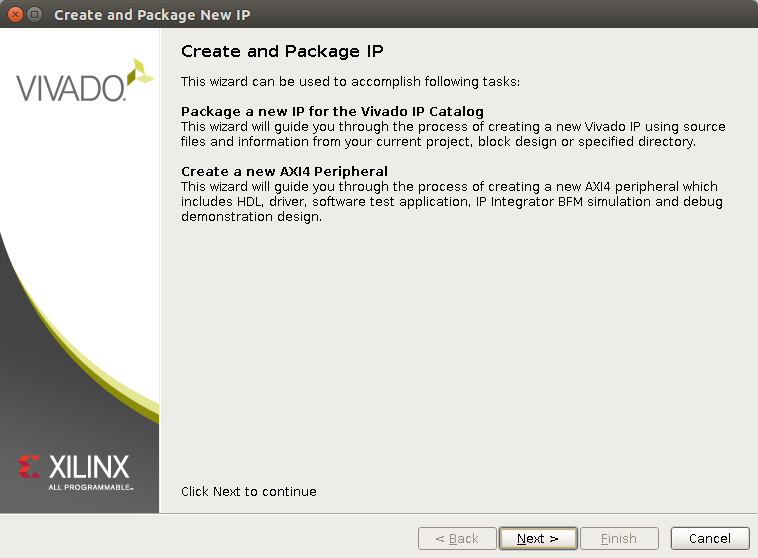 Create and Package New IP
VIVADO.
Create and Package IP
This wizard can be used to accomplish following tasks:
Package a new IP for the Vivado IP Catalog
This wizard will guide you through the process of creating a new Vivado IP using source
files and information from your current project, block design or specified directory.
Create a new AXI4 Peripheral
This wizard will guide you through the process of creating a new AXI4 peripheral which
includes HDL, driver, software test application, IP Integrator BFM simulation and debug
demonstration design.
XILINX
ALL PROGRAMMABLE™
Click Next to continue
< Back Next > Finish Cancel